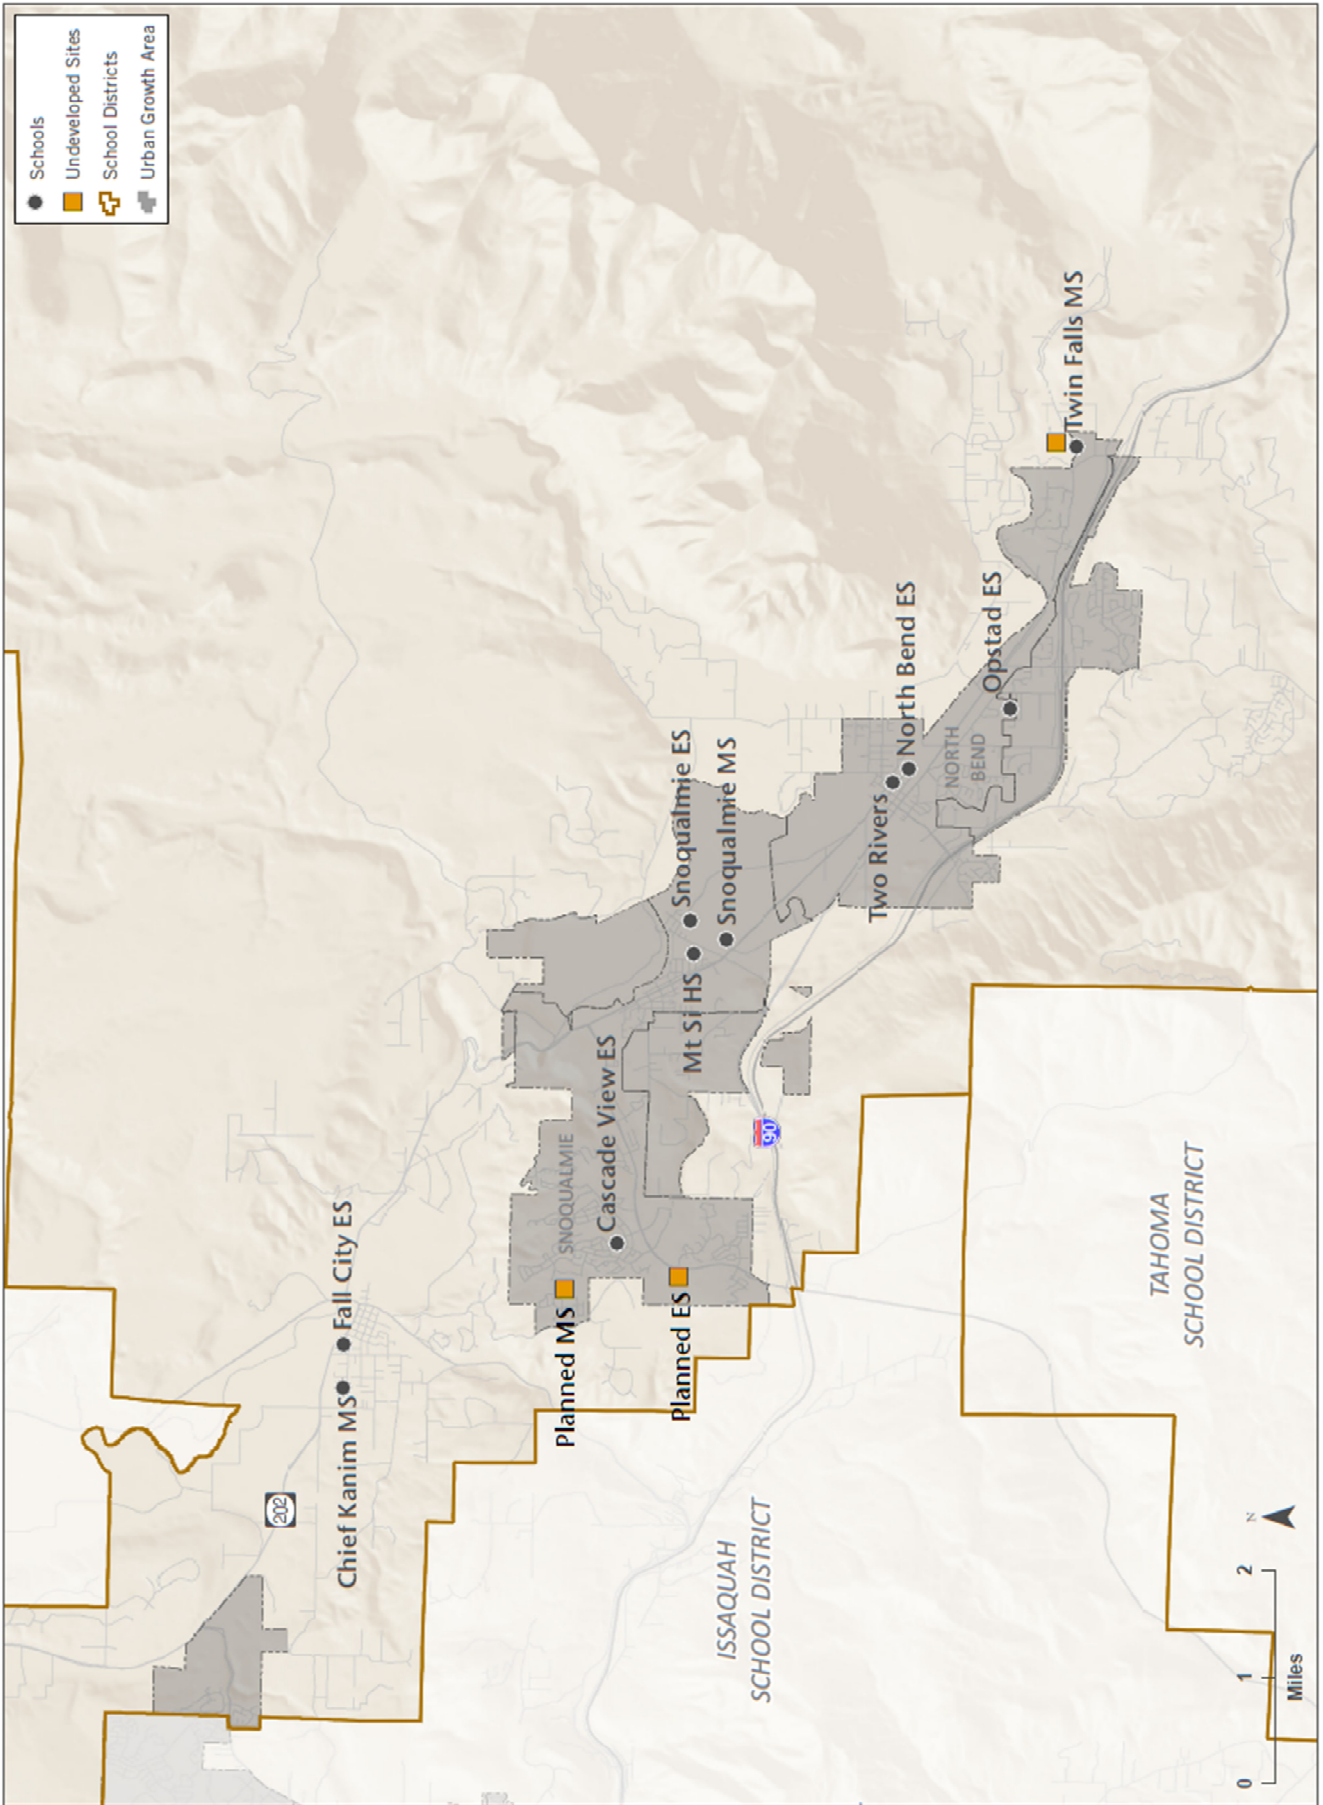 Schools
Undeveloped Sites
School Districts
Urban Growth Area
202
Chief Kanim MS
Fall City ES
Planned MS
SNOQUALMIE
Cascade View ES
Planned ES
Mt Si HS
Snoqualmie ES
Snoqualmie MS
90
Two Rivers
North Bend ES
NORTH
BEND
Opstad ES
Twin Falls MS
ISSAQUAH
SCHOOL DISTRICT
TAHOMA
SCHOOL DISTRICT
N
0 1 2
Miles